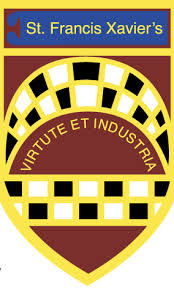 St. Francis Xavier's
VIRTUTE ET INDUSTRIA